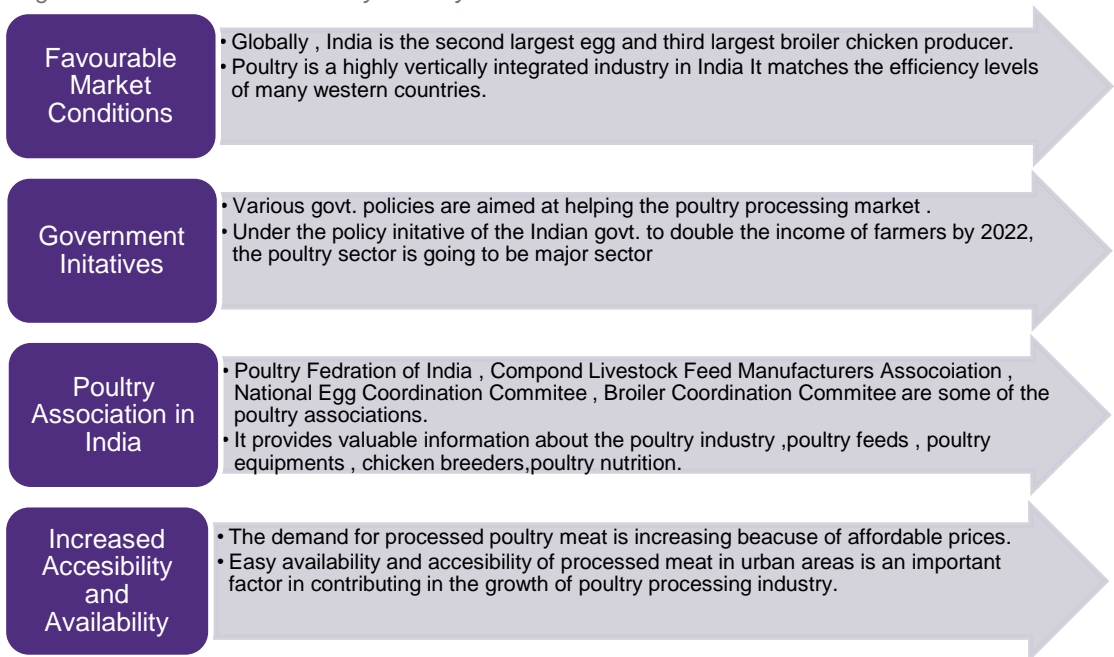 Favourable
Market
Conditions
• Globally , India is the second largest egg and third largest broiler chicken producer.
• Poultry is a highly vertically integrated industry in India It matches the efficiency levels
of many western countries.
Government
Initatives
• Various govt. policies are aimed at helping the poultry processing market .
• Under the policy initative of the Indian govt. to double the income of farmers by 2022,
the poultry sector is going to be major sector
Poultry
Association in
India
• Poultry Fedration of India , Compond Livestock Feed Manufacturers Assocoiation ,
National Egg Coordination Commitee , Broiler Coordination Commitee are some of the
poultry associations.
• It provides valuable information about the poultry industry ,poultry feeds , poultry
equipments , chicken breeders,poultry nutrition.
Increased
Accesibility
and
Availability
• The demand for processed poultry meat is increasing beacuse of affordable prices.
• Easy availability and accesibility of processed meat in urban areas is an important
factor in contributing in the growth of poultry processing industry.